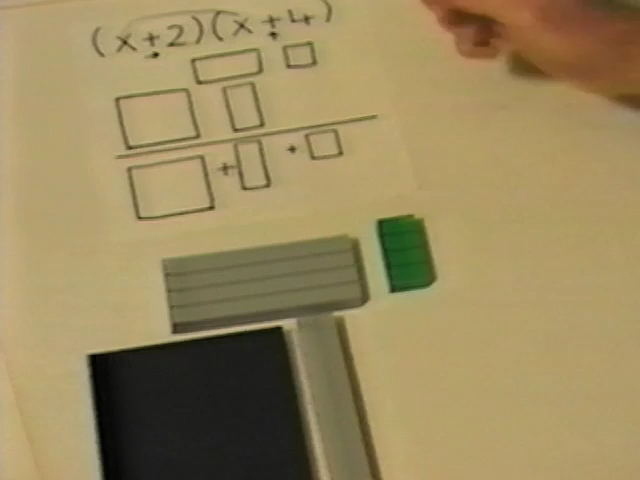 (x+2)(x+4)
+ +